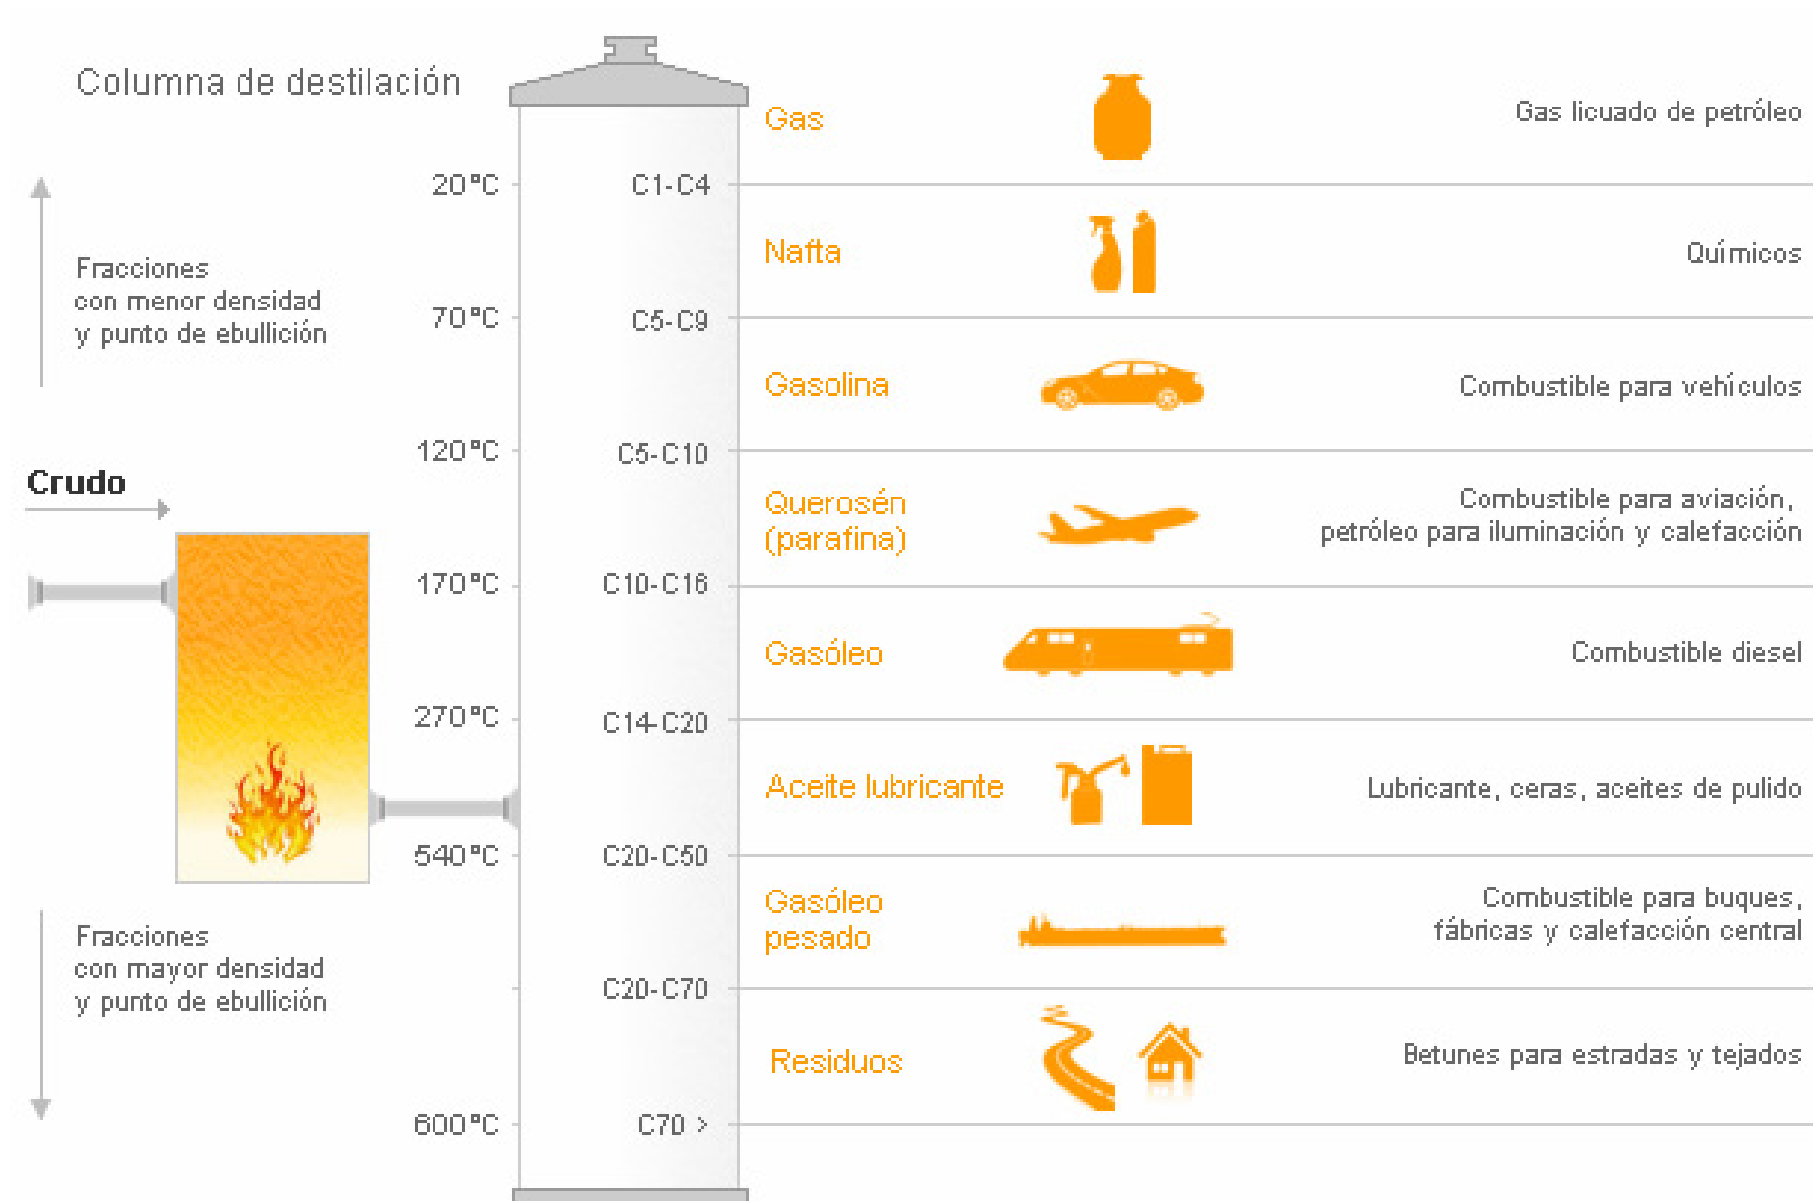 Columna de destilación
Gas
Gas licuado de petróleo
20°C
C1-C4
Fracciones
con menor densidad
y punto de ebullición
Nafta
Químicos
70°C
C5-C9
Gasolina
Combustible para vehículos
120°C
C5-C10
Crudo
Querosén
(parafina)
Combustible para aviación,
petróleo para iluminación y calefacción
170°C
C10-C16
Gasóleo
Combustible diesel
270°C
C14-C20
Aceite lubricante
Lubricante, ceras, aceites de pulido
540°C
C20-C50
Gasóleo
pesado
Combustible para buques,
fábricas y calefacción central
Fracciones
con mayor densidad
y punto de ebullición
C20-C70
Residuos
Betunes para estradas y tejados
600°C
C70 >